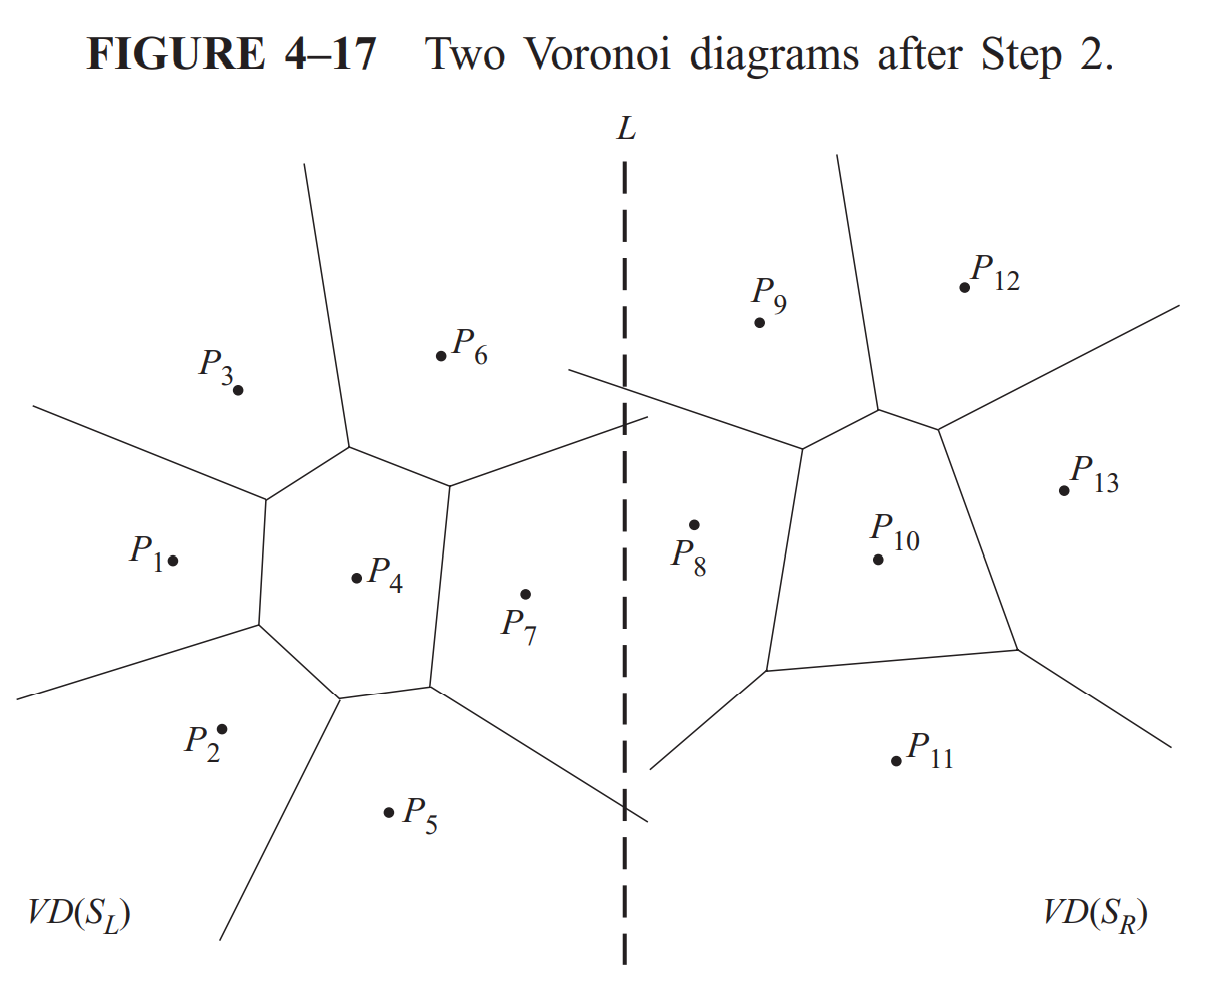 FIGURE 4–17 Two Voronoi diagrams after Step 2.
L
P12
P9
P6
P3
P13
P10
P1
P4
P8
P7
P2
P11
P5
VD(SL)
VD(SR)